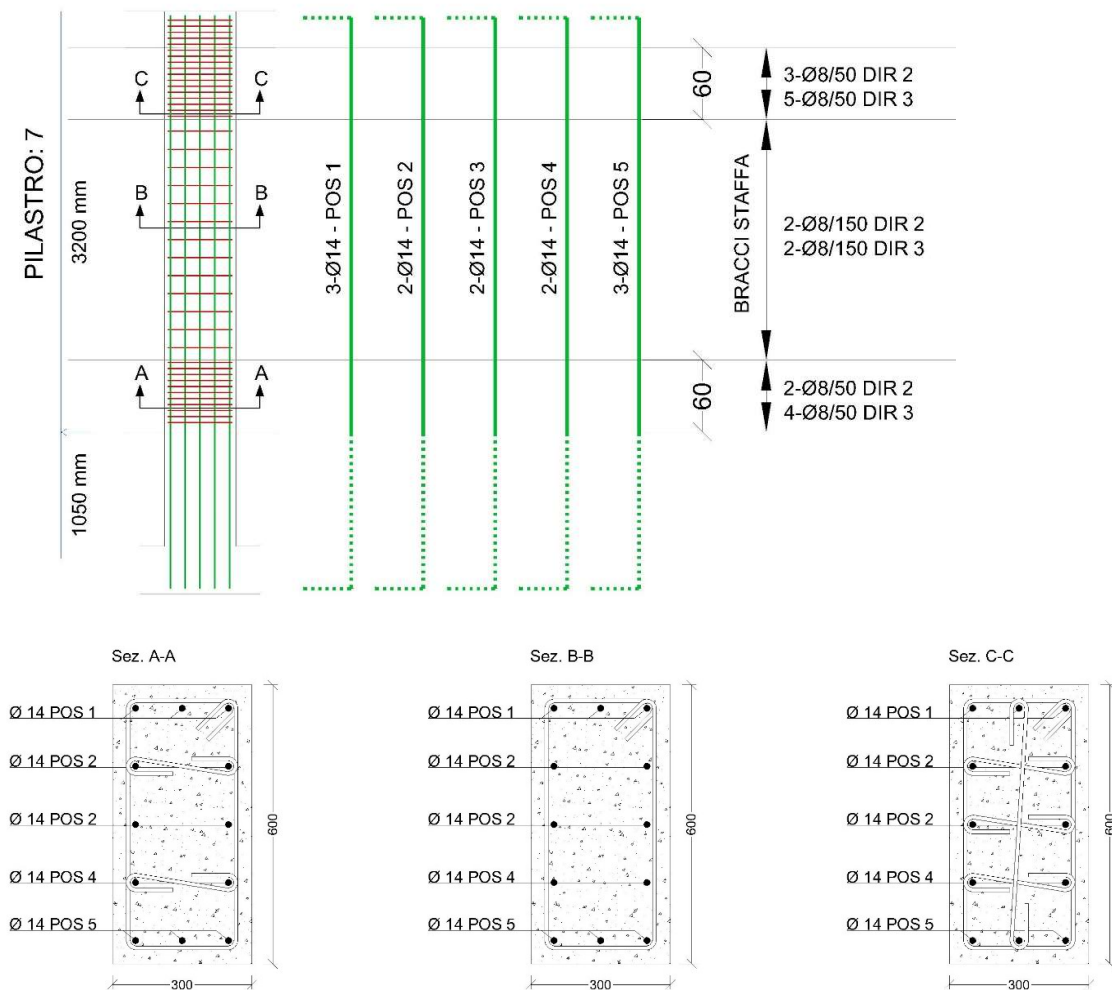 PILASTRO: 7
3200 mm
1050 mm
C C
B B
A A
3-Ø14 - POS 1
2-Ø14 - POS 2
2-Ø14 - POS 3
2-Ø14 - POS 4
3-Ø14 - POS 5
60
60
BRACCI STAFFA
3-Ø8/50 DIR 2
5-Ø8/50 DIR 3
2-Ø8/150 DIR 2
2-Ø8/150 DIR 3
2-Ø8/50 DIR 2
4-Ø8/50 DIR 3
Sez. A-A
Ø 14 POS 1
Ø 14 POS 2
Ø 14 POS 2
Ø 14 POS 4
Ø 14 POS 5
300
600
Sez. B-B
Ø 14 POS 1
Ø 14 POS 2
Ø 14 POS 2
Ø 14 POS 4
Ø 14 POS 5
300
600
Sez. C-C
Ø 14 POS 1
Ø 14 POS 2
Ø 14 POS 2
Ø 14 POS 4
Ø 14 POS 5
300
600